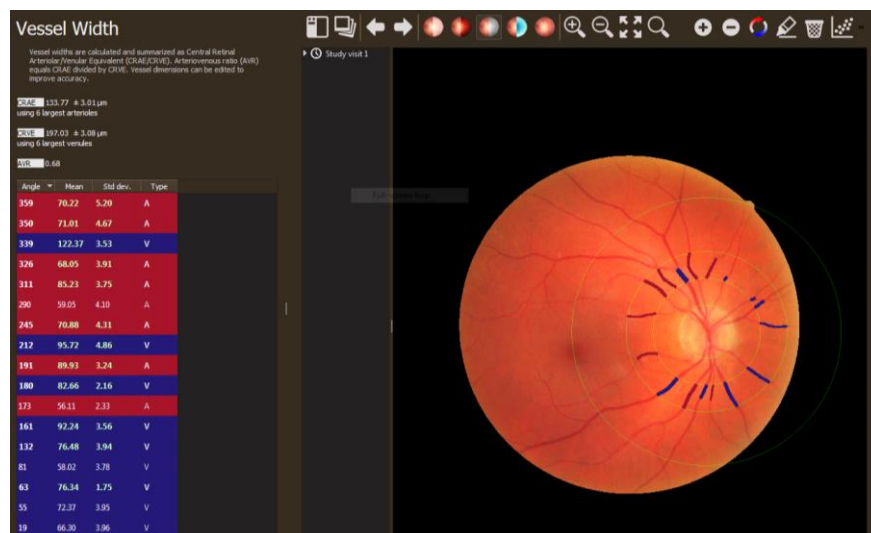 Vessel Width
Vessel widths are calculated and summarized as Central Retinal
Arteriolar/Venular Equivalent (CRAE/CRVE). Arteriovenous ratio (AVR)
equals CRAE divided by CRVE. Vessel dimensions can be edited to
improve accuracy.
CRAE 133.77 ± 3.01 μm
using 6 largest arterioles
CRVE 197.03 ± 3.08 μm
using 6 largest venules
AVR 0.68
Angle Mean Std dev. Type
359 70.22 5.20 A
350 71.01 4.67 A
339 122.37 3.53 V
326 68.05 3.91 A
311 85.23 3.75 A
290 59.05 4.10 A
245 70.88 4.31 A
212 95.72 4.86 V
191 89.93 3.24 A
180 82.66 2.16 V
173 56.11 2.33 A
161 92.24 3.56 V
132 76.48 3.94 V
81 58.02 3.78 V
63 76.34 1.75 V
55 72.37 3.95 V
19 66.30 3.96 V
Study visit 1